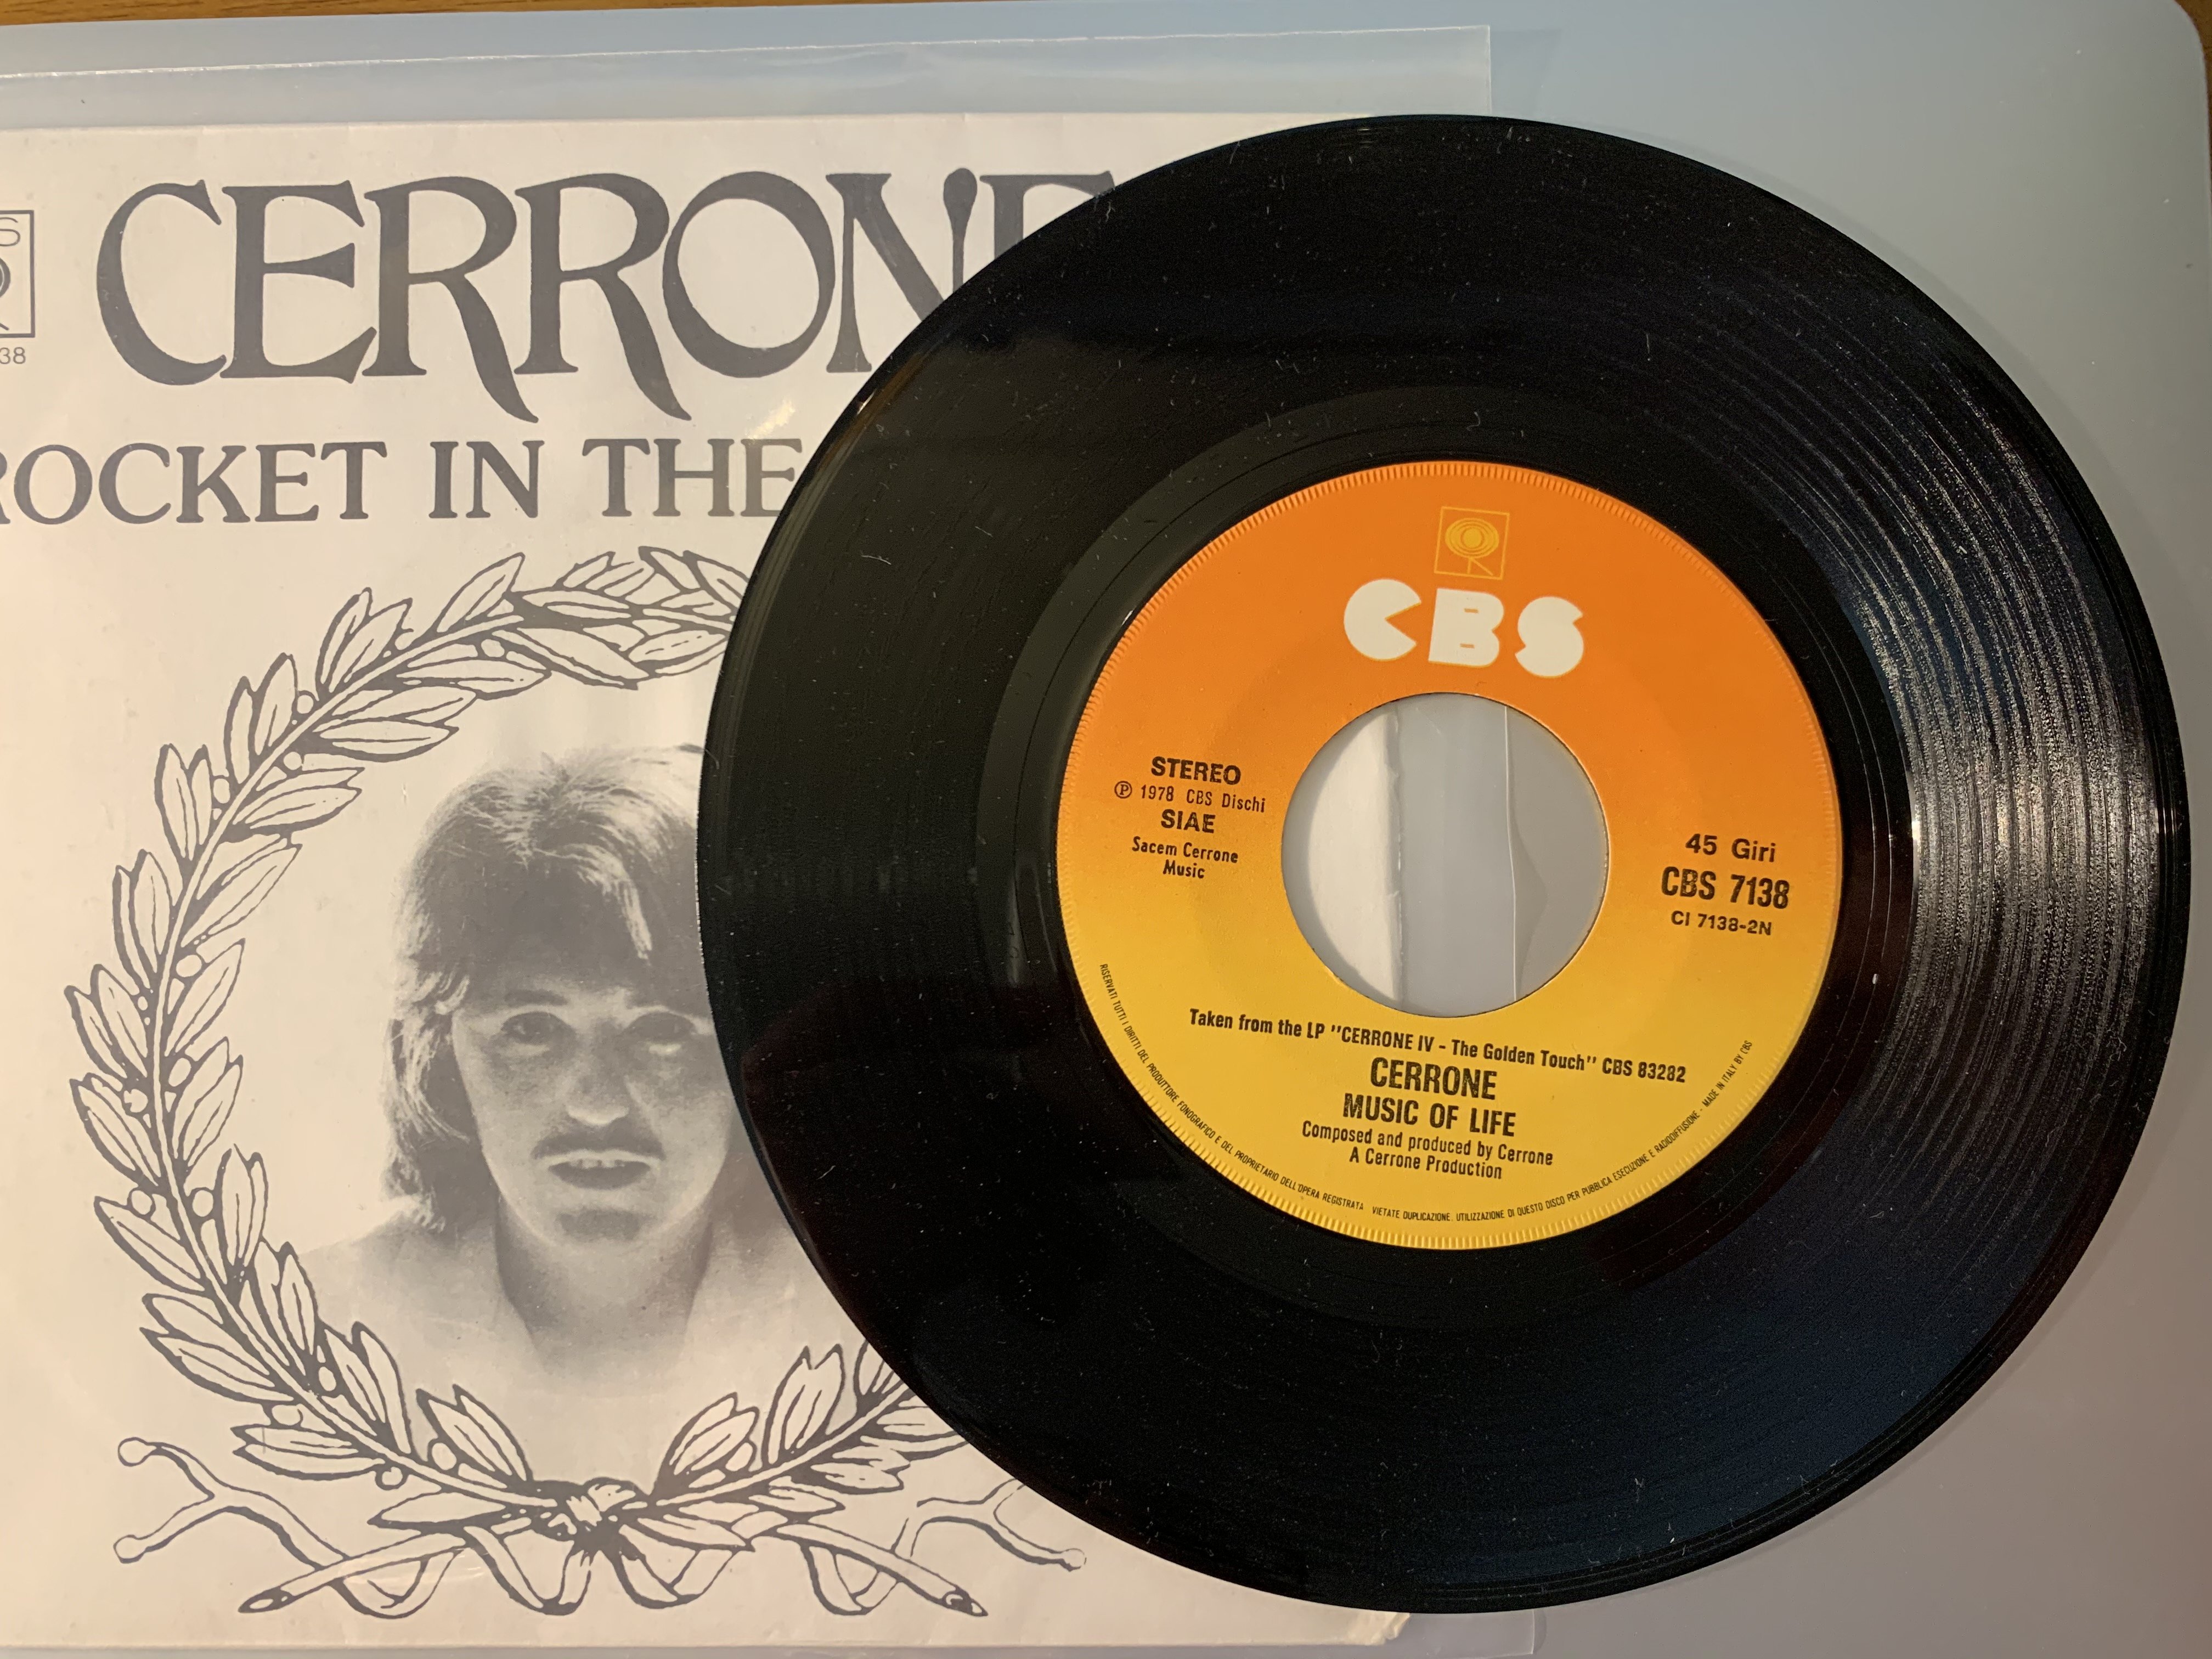 CERRONE
ROCKET IN THE
S
38
CBS
STEREO
℗ 1978 CBS Dischi
SIAE
Sacem Cerrone
Music
45 Giri
CBS 7138
CI 7138-2N
Taken from the LP "CERRONE IV - The Golden Touch" CBS 83282
CERRONE
MUSIC OF LIFE
Composed and produced by Cerrone
A Cerrone Production
RISERVATI TUTTI I DIRITTI DEL PRODUTTORE FONOGRAFICO E DEL PROPRIETARIO DELL'OPERA REGISTRATA VIETATE DUPLICAZIONE. UTILIZZAZIONE DI QUESTO DISCO PER PUBBLICA ESECUZIONE E RADIODIFFUSIONE - MADE IN ITALY BY CBS